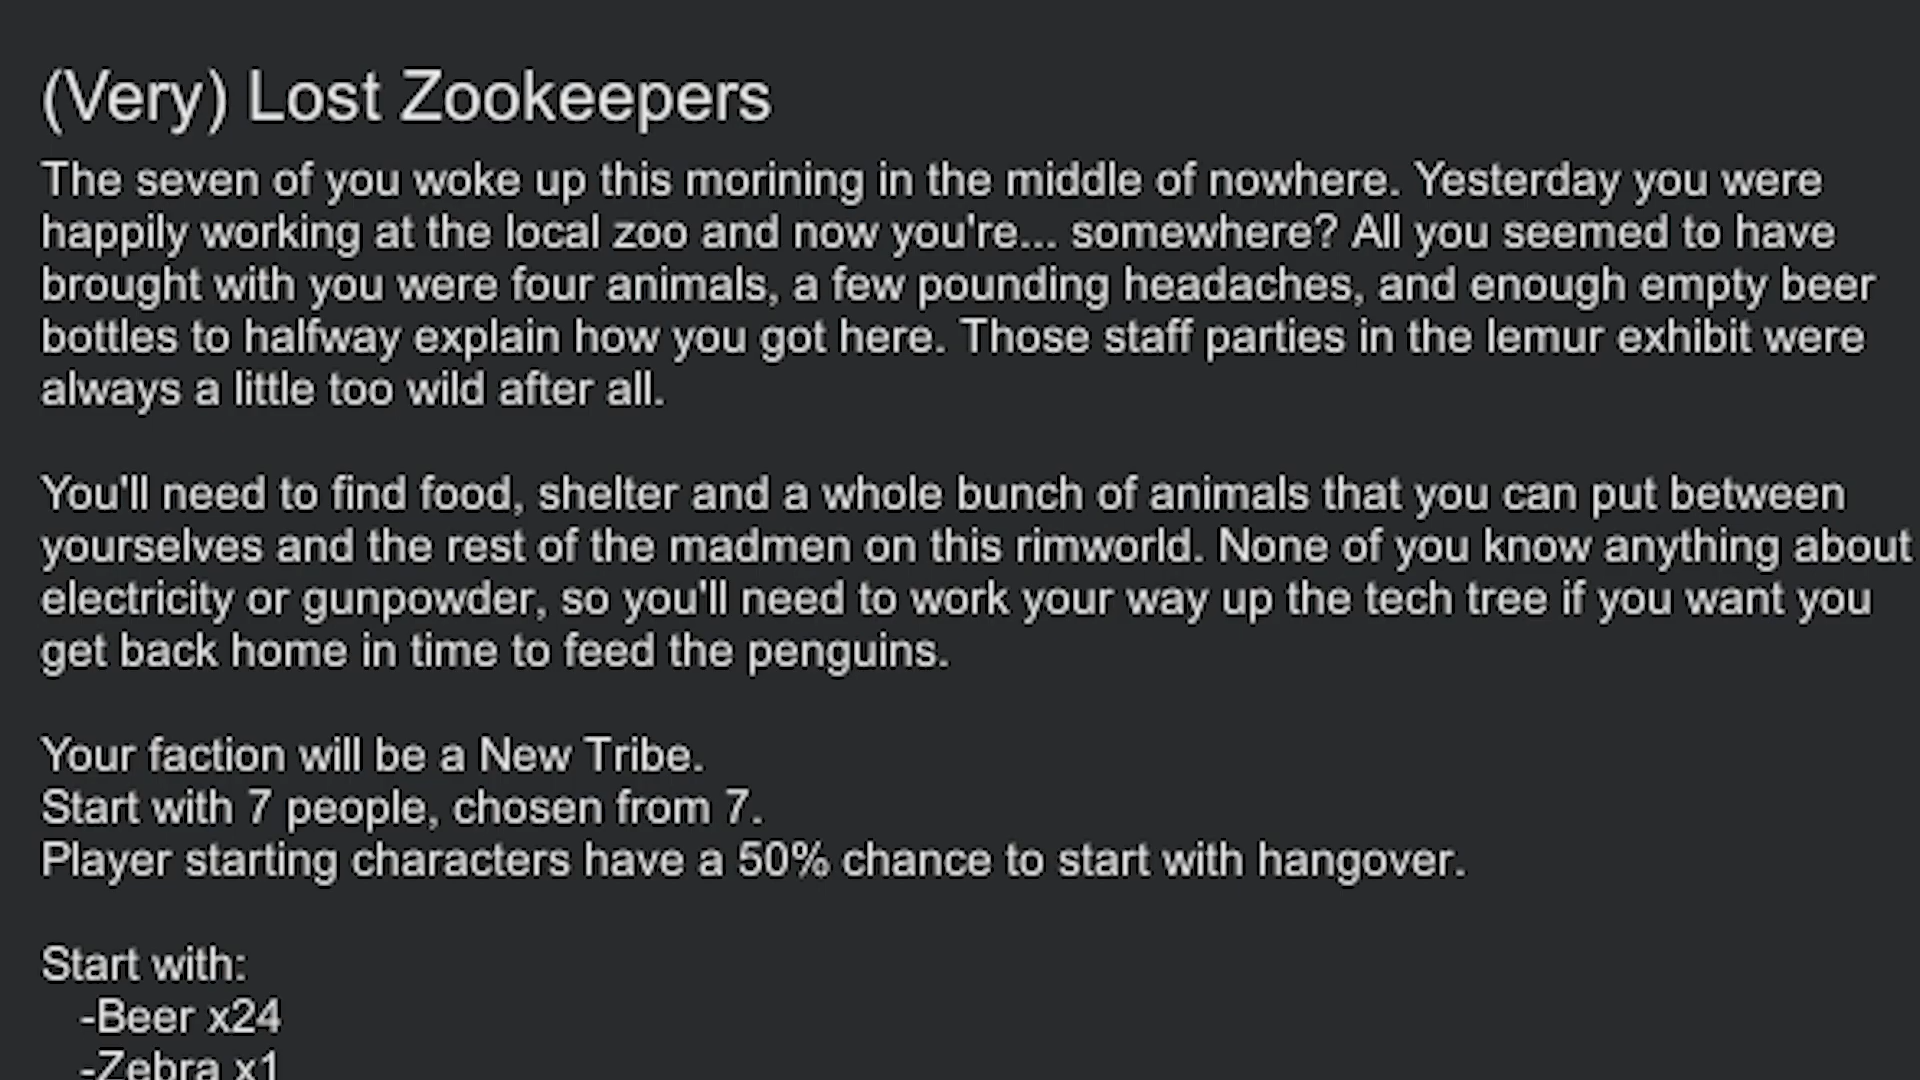 (Very) Lost Zookeepers
The seven of you woke up this morining in the middle of nowhere. Yesterday you were
happily working at the local zoo and now you're... somewhere? All you seemed to have
brought with you were four animals, a few pounding headaches, and enough empty beer
bottles to halfway explain how you got here. Those staff parties in the lemur exhibit were
always a little too wild after all.
You'll need to find food, shelter and a whole bunch of animals that you can put between
yourselves and the rest of the madmen on this rimworld. None of you know anything about
electricity or gunpowder, so you'll need to work your way up the tech tree if you want you
get back home in time to feed the penguins.
Your faction will be a New Tribe.
Start with 7 people, chosen from 7.
Player starting characters have a 50% chance to start with hangover.
Start with:
-Beer x24
-Zebra x1